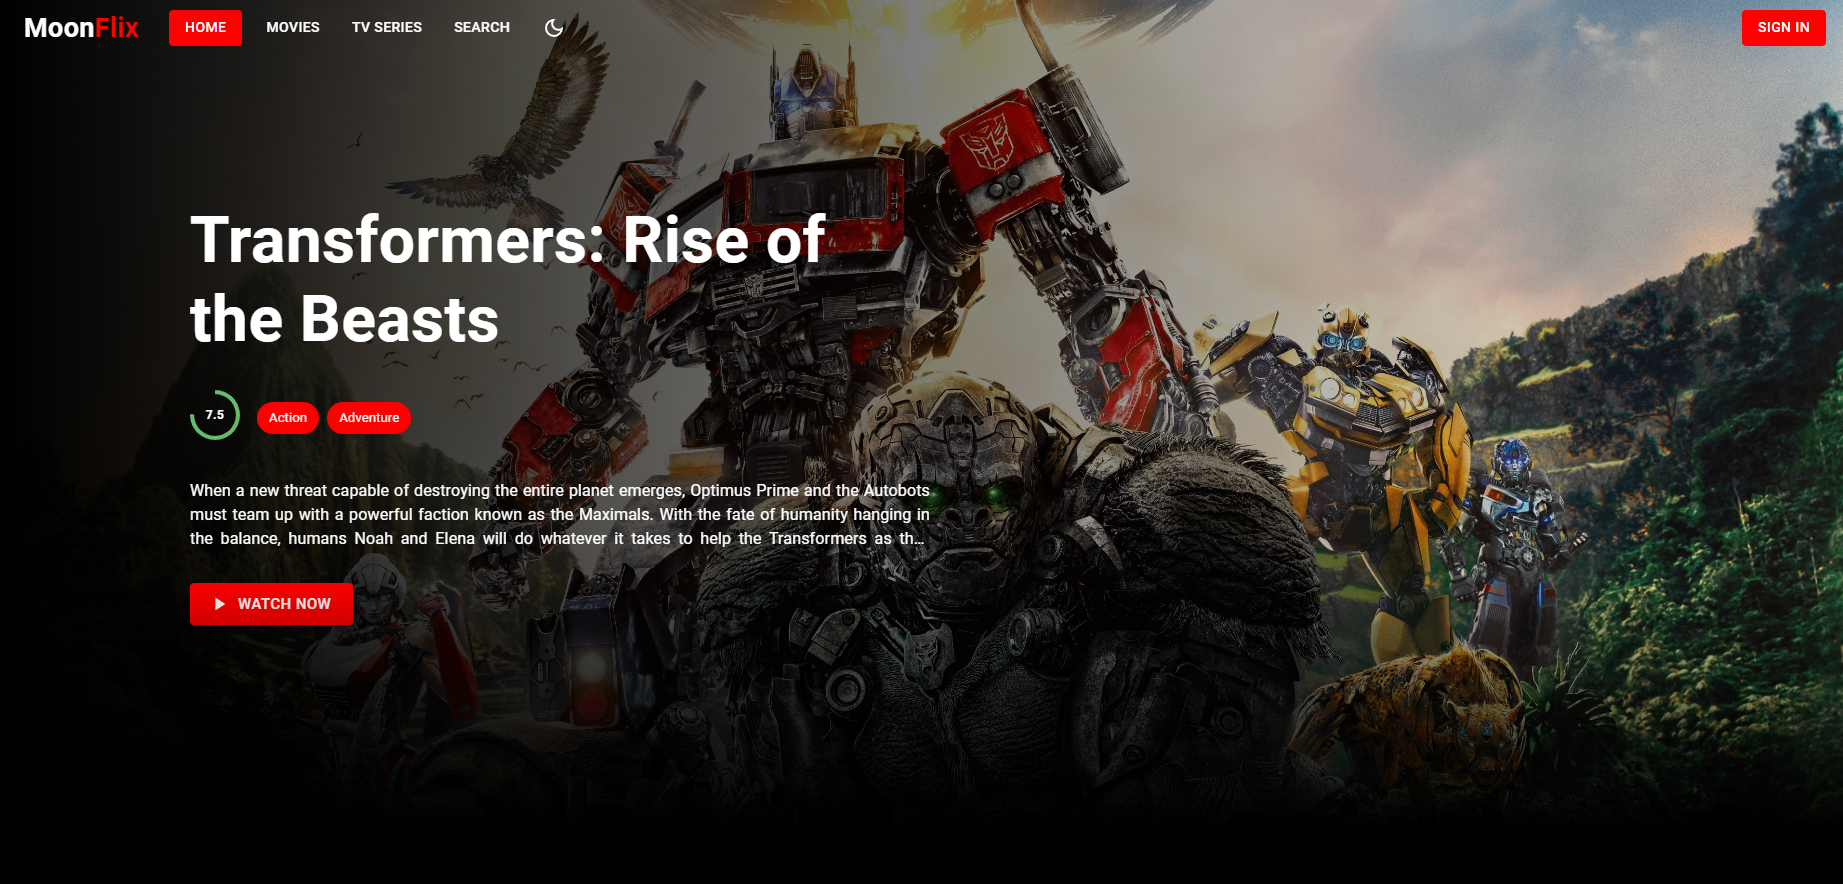 MoonFlix HOME MOVIES TV SERIES SEARCH SIGN IN
Transformers: Rise of
the Beasts
7.5 Action Adventure
When a new threat capable of destroying the entire planet emerges, Optimus Prime and the Autobots
must team up with a powerful faction known as the Maximals. With the fate of humanity hanging in
the balance, humans Noah and Elena will do whatever it takes to help the Transformers as th...
WATCH NOW